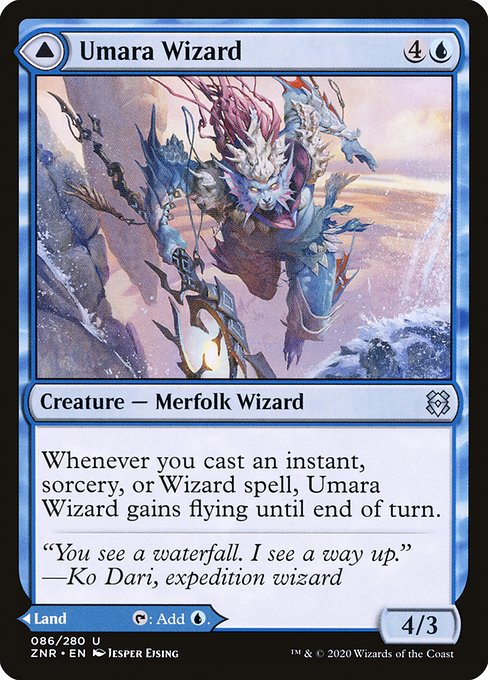 Umara Wizard 4
Creature — Merfolk Wizard
Whenever you cast an instant,
sorcery, or Wizard spell, Umara
Wizard gains flying until end of turn.
“You see a waterfall. I see a way up.”
—Ko Dari, expedition wizard
Land : Add .
4/3
086/280 U
ZNR • EN Jesper Ejsing
™ & © 2020 Wizards of the Coast